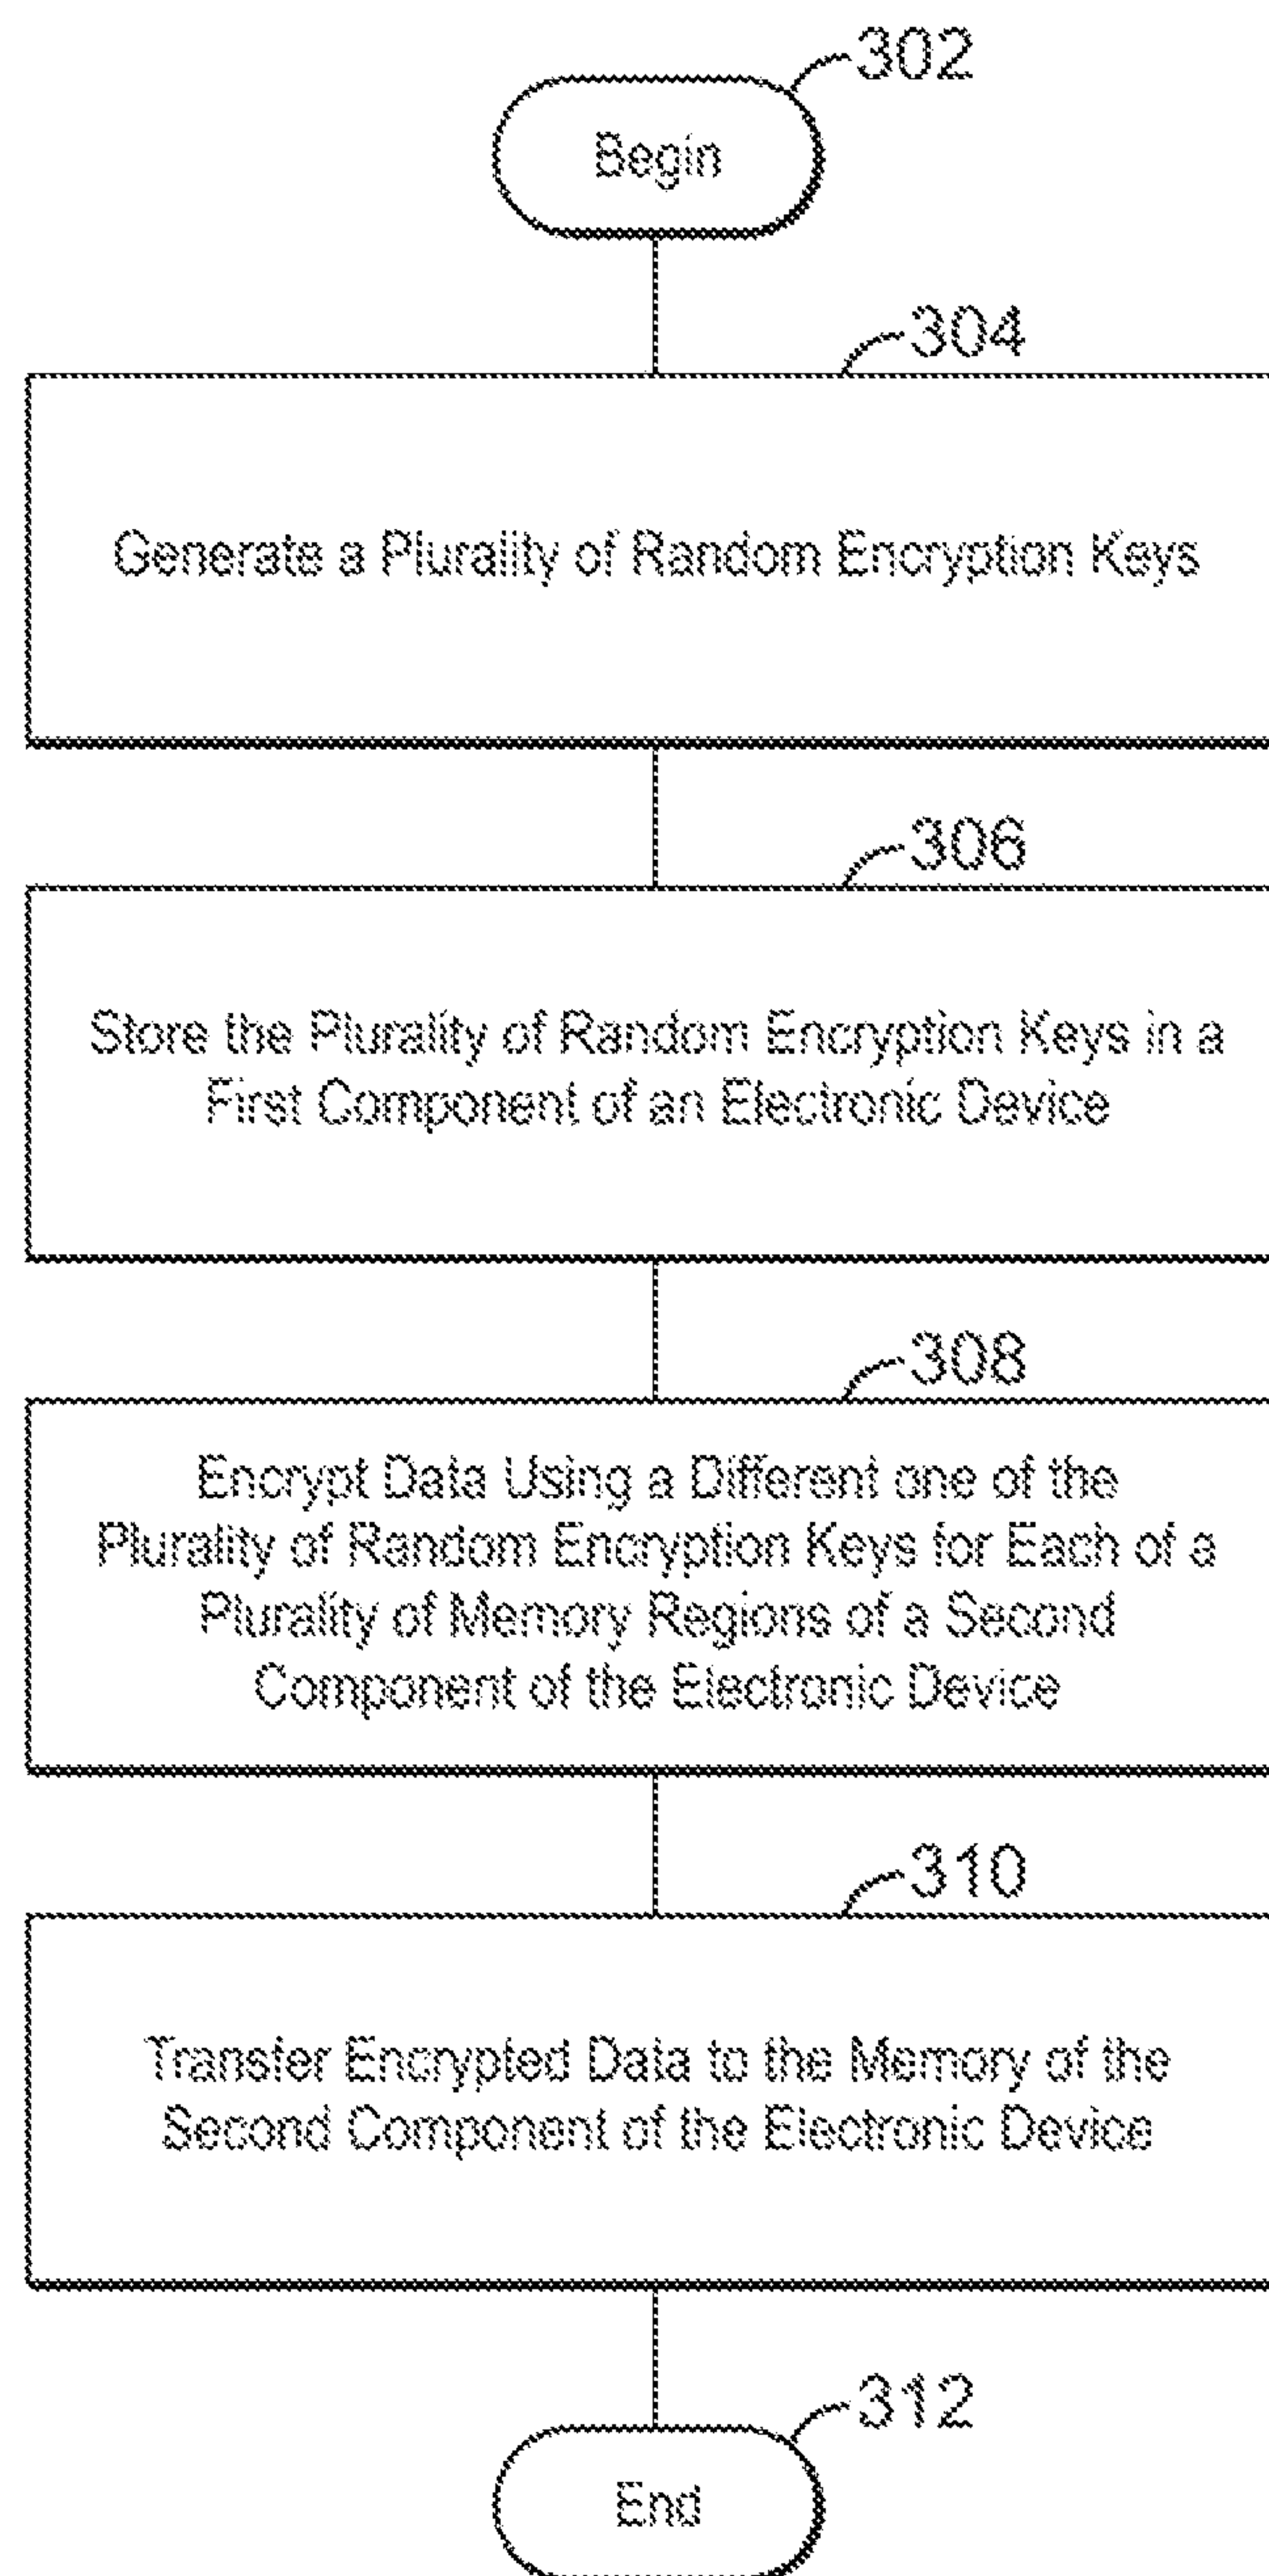 302
Begin
304
Generate a Plurality of Random Encryption Keys
306
Store the Plurality of Random Encryption Keys in a
First Component of an Electronic Device
308
Encrypt Data Using a Different one of the
Plurality of Random Encryption Keys for Each of a
Plurality of Memory Regions of a Second
Component of the Electronic Device
310
Transfer Encrypted Data to the Memory of the
Second Component of the Electronic Device
312
End